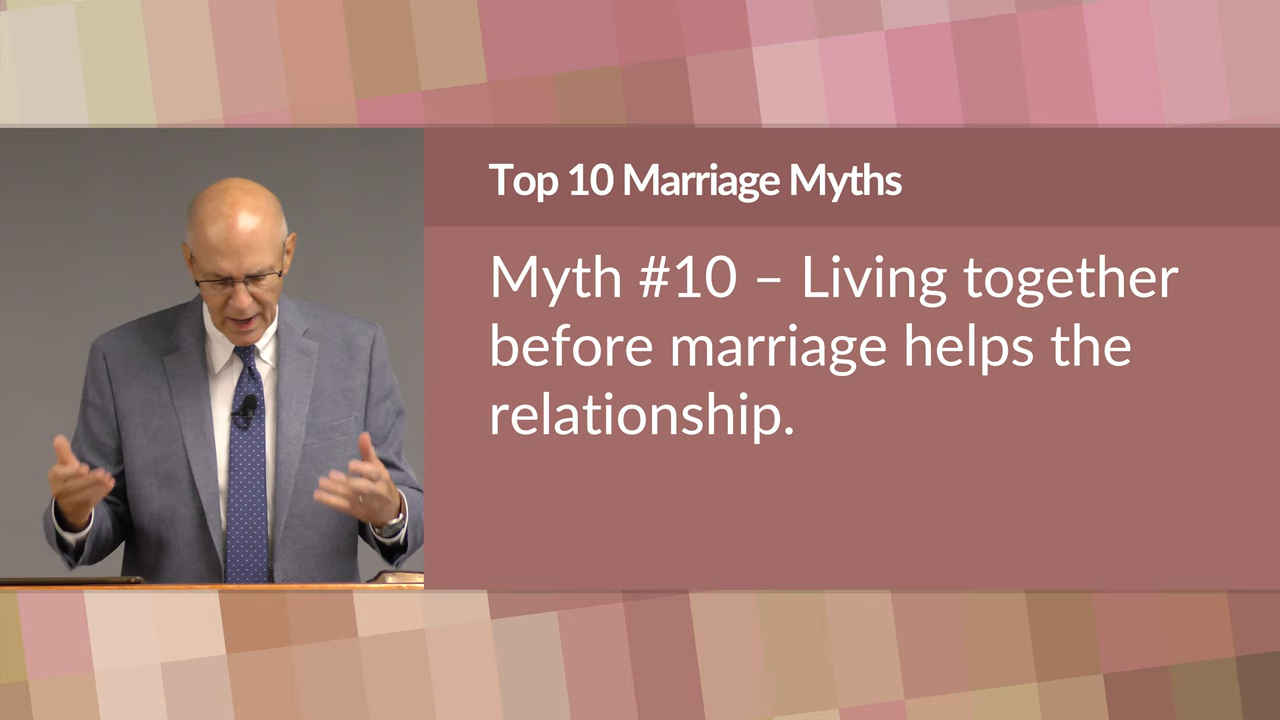 Top 10 Marriage Myths
Myth #10 – Living together
before marriage helps the
relationship.